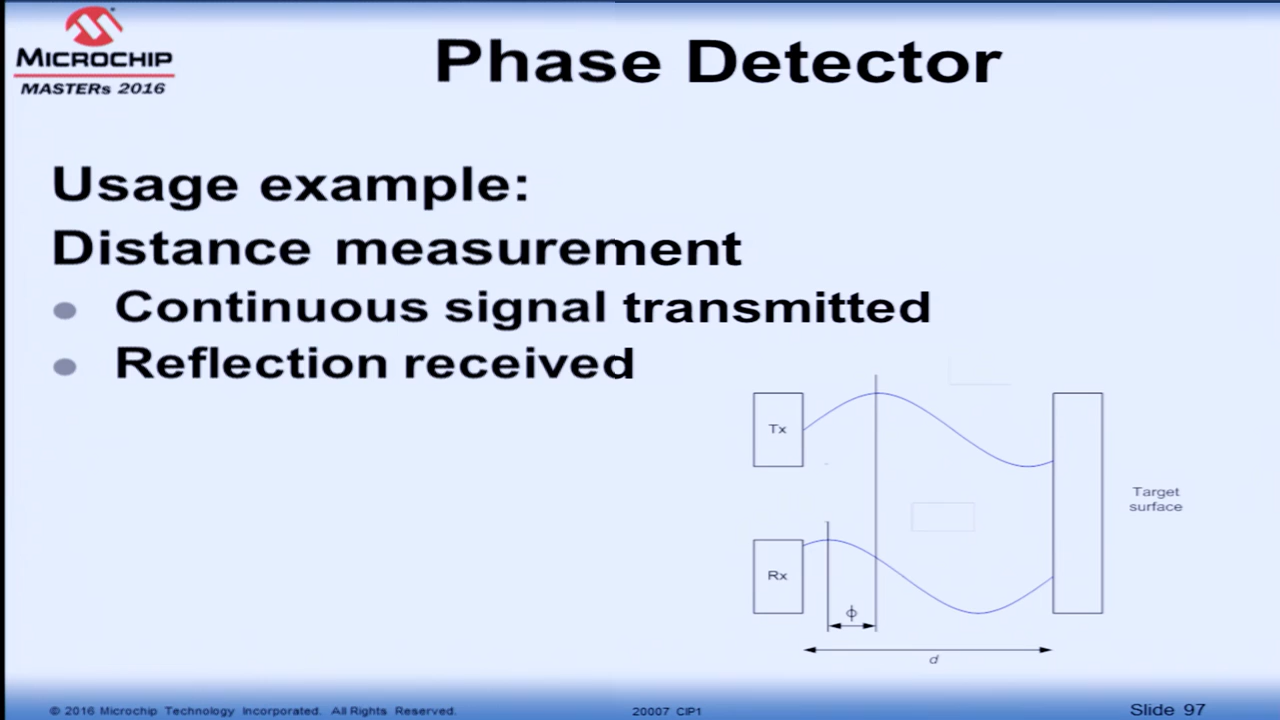 MICROCHIP
MASTERs 2016
Phase Detector
Usage example:
Distance measurement
Continuous signal transmitted
Reflection received
Tx
Target
surface
Rx
ϕ
d
© 2016 Microchip Technology Incorporated. All Rights Reserved.
20007 CIP1
Slide 97